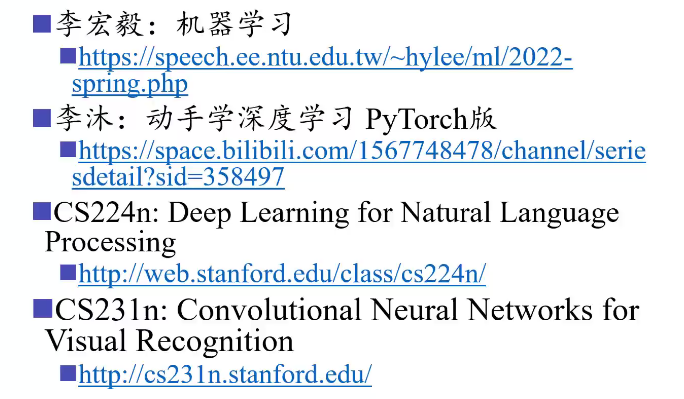 李宏毅：机器学习
https://speech.ee.ntu.edu.tw/~hylee/ml/2022-
spring.php
李沐：动手学深度学习 PyTorch版
https://space.bilibili.com/1567748478/channel/serie
sdetail?sid=358497
CS224n: Deep Learning for Natural Language
Processing
http://web.stanford.edu/class/cs224n/
CS231n: Convolutional Neural Networks for
Visual Recognition
http://cs231n.stanford.edu/